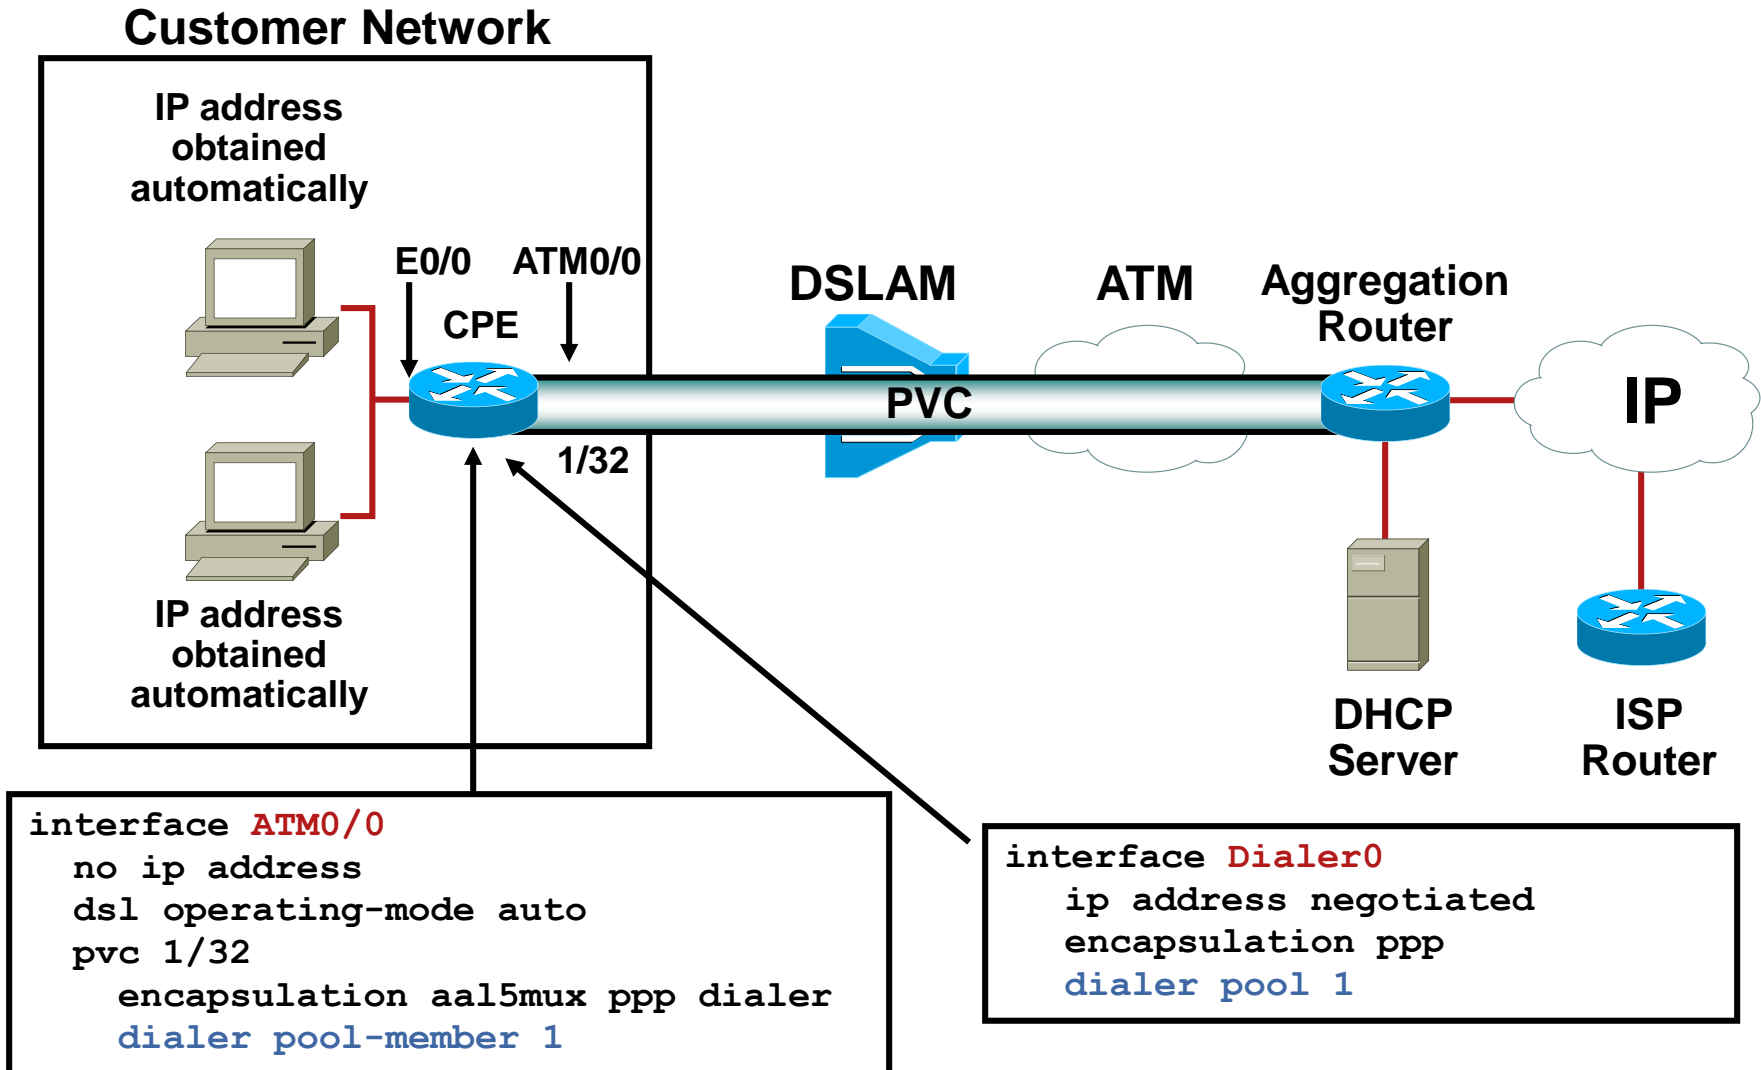 Customer Network
IP address
obtained
automatically
E0/0
ATM0/0
CPE
DSLAM
ATM
Aggregation
Router
PVC
IP
1/32
IP address
obtained
automatically
DHCP
Server
ISP
Router
interface ATM0/0
no ip address
dsl operating-mode auto
pvc 1/32
encapsulation aal5mux ppp dialer
dialer pool-member 1
interface Dialer0
ip address negotiated
encapsulation ppp
dialer pool 1